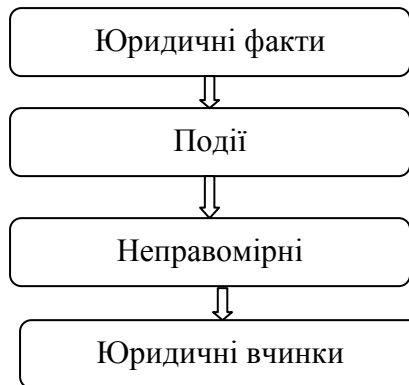 Юридичні факти
Події
Неправомірні
Юридичні вчинки